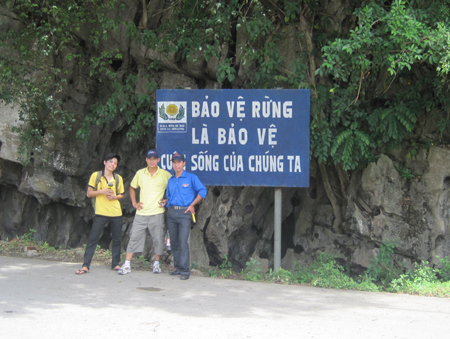 BẢO VỆ RỪNG
LÀ BẢO VỆ
SỐNG CỦA CHÚNG TA